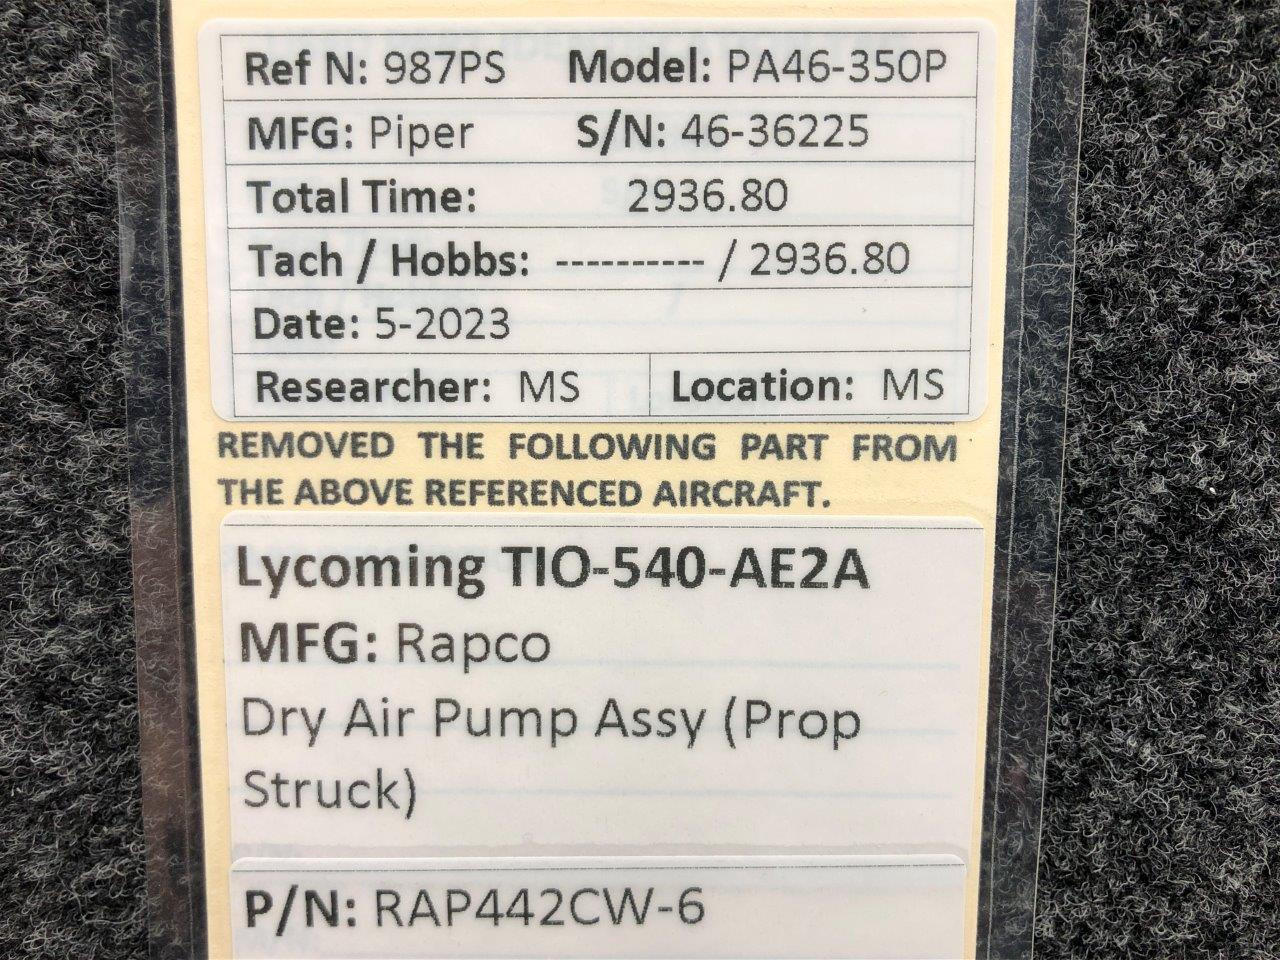 Ref N: 987PS Model: PA46-350P
MFG: Piper S/N: 46-36225
Total Time: 2936.80
Tach / Hobbs: ---------- / 2936.80
Date: 5-2023
Researcher: MS Location: MS
REMOVED THE FOLLOWING PART FROM
THE ABOVE REFERENCED AIRCRAFT.
Lycoming TIO-540-AE2A
MFG: Rapco
Dry Air Pump Assy (Prop
Struck)
P/N: RAP442CW-6